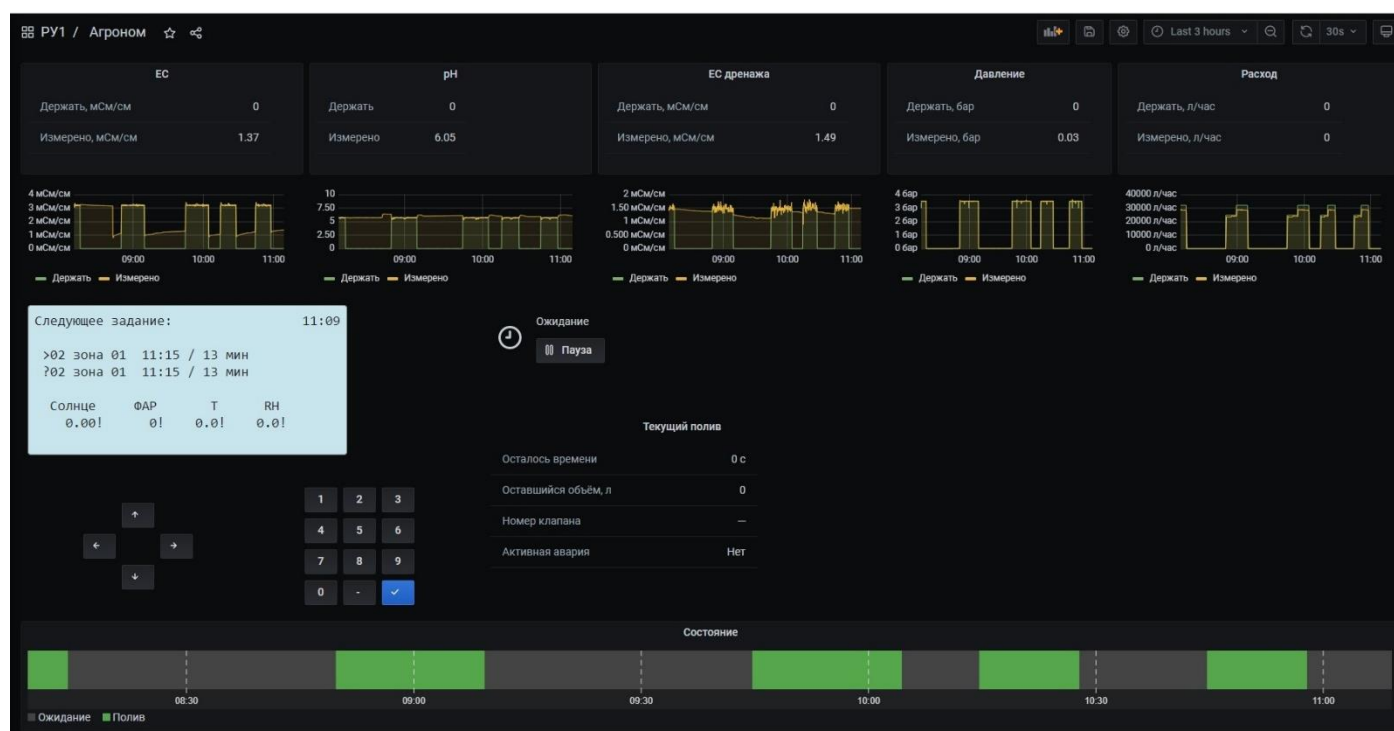 РУ1 / Агроном
Last 3 hours
30s
EC
Держать, мСм/см 0
Измерено, мСм/см 1.37
pH
Держать 0
Измерено 6.05
EC дренажа
Держать, мСм/см 0
Измерено, мСм/см 1.49
Давление
Держать, бар 0
Измерено, бар 0.03
Расход
Держать, л/час 0
Измерено, л/час 0
4 мСм/см
3 мСм/см
2 мСм/см
1 мСм/см
0 мСм/см
09:00 10:00 11:00
Держать Измерено
10
7.50
5
2.50
0
09:00 10:00 11:00
Держать Измерено
2 мСм/см
1.50 мСм/см
1 мСм/см
0.500 мСм/см
0 мСм/см
09:00 10:00 11:00
Держать Измерено
4 бар
3 бар
2 бар
1 бар
0 бар
09:00 10:00 11:00
Держать Измерено
40000 л/час
30000 л/час
20000 л/час
10000 л/час
0 л/час
09:00 10:00 11:00
Держать Измерено
Следующее задание: 11:09
>02 зона 01 11:15 / 13 мин
?02 зона 01 11:15 / 13 мин
Солнце ФАР T RH
0.00! 0! 0.0! 0.0!
Ожидание
Пауза
Текущий полив
Осталось времени 0 с
Оставшийся объём, л 0
Номер клапана —
Активная авария Нет
1 2 3
4 5 6
7 8 9
0 -
Состояние
08:30 09:00 09:30 10:00 10:30 11:00
Ожидание Полив